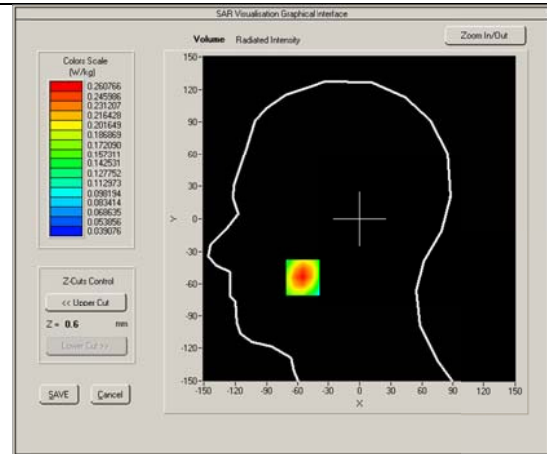 SAR Visualisation Graphical Interface
Volume Radiated Intensity
Zoom In/Out
Colors Scale
(W/kg)
0.260766
0.245986
0.231207
0.216428
0.201649
0.186869
0.172090
0.157311
0.142531
0.127752
0.112973
0.098194
0.083414
0.068635
0.053856
0.039076
Z-Cuts Control
<< Upper Cut
Z = 0.6 mm
Lower Cut >>
SAVE Cancel
150
120
90
60
30
Y 0
-30
-60
-90
-120
-150
-150 -120 -90 -60 -30 0 30 60 90 120 150
X